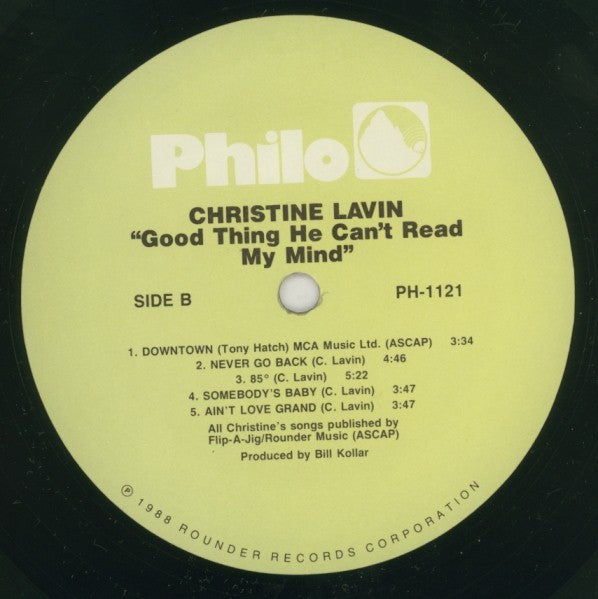 Philo
CHRISTINE LAVIN
“Good Thing He Can't Read
My Mind”
SIDE B
PH-1121
1. DOWNTOWN (Tony Hatch) MCA Music Ltd. (ASCAP) 3:34
2. NEVER GO BACK (C. Lavin) 4:46
3. 85° (C. Lavin) 5:22
4. SOMEBODY'S BABY (C. Lavin) 3:47
5. AIN'T LOVE GRAND (C. Lavin) 3:47
All Christine's songs published by
Flip-A-Jig/Rounder Music (ASCAP)
Produced by Bill Kollar
℗ 1988 ROUNDER RECORDS CORPORATION